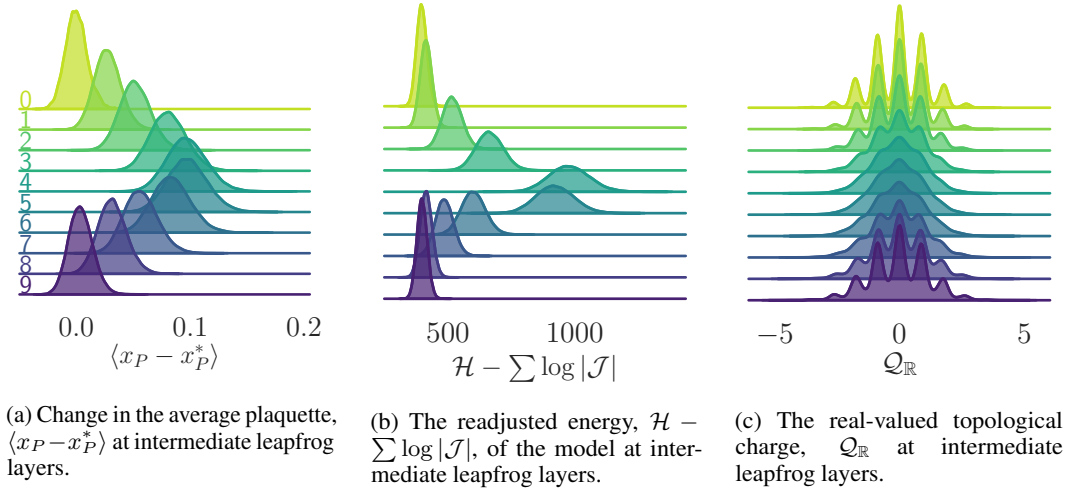 0
1
2
3
4
5
6
7
8
9
0.0 0.1 0.2
⟨x_P − x_P^*⟩
500 1000
ℋ − ∑ log |𝒥|
−5 0 5
𝒬_ℝ
(a) Change in the average plaquette,
⟨x_P−x_P^*⟩ at intermediate leapfrog
layers.
(b) The readjusted energy, ℋ −
∑ log |𝒥|, of the model at inter-
mediate leapfrog layers.
(c) The real-valued topological
charge, 𝒬_ℝ at intermediate
leapfrog layers.